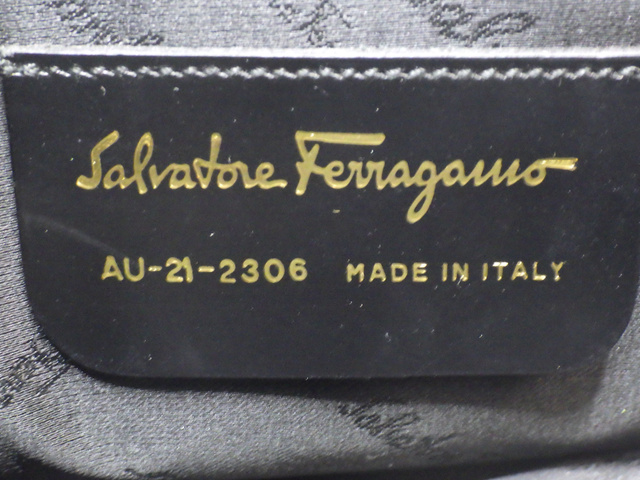 Salvatore Ferragamo
AU-21-2306 MADE IN ITALY